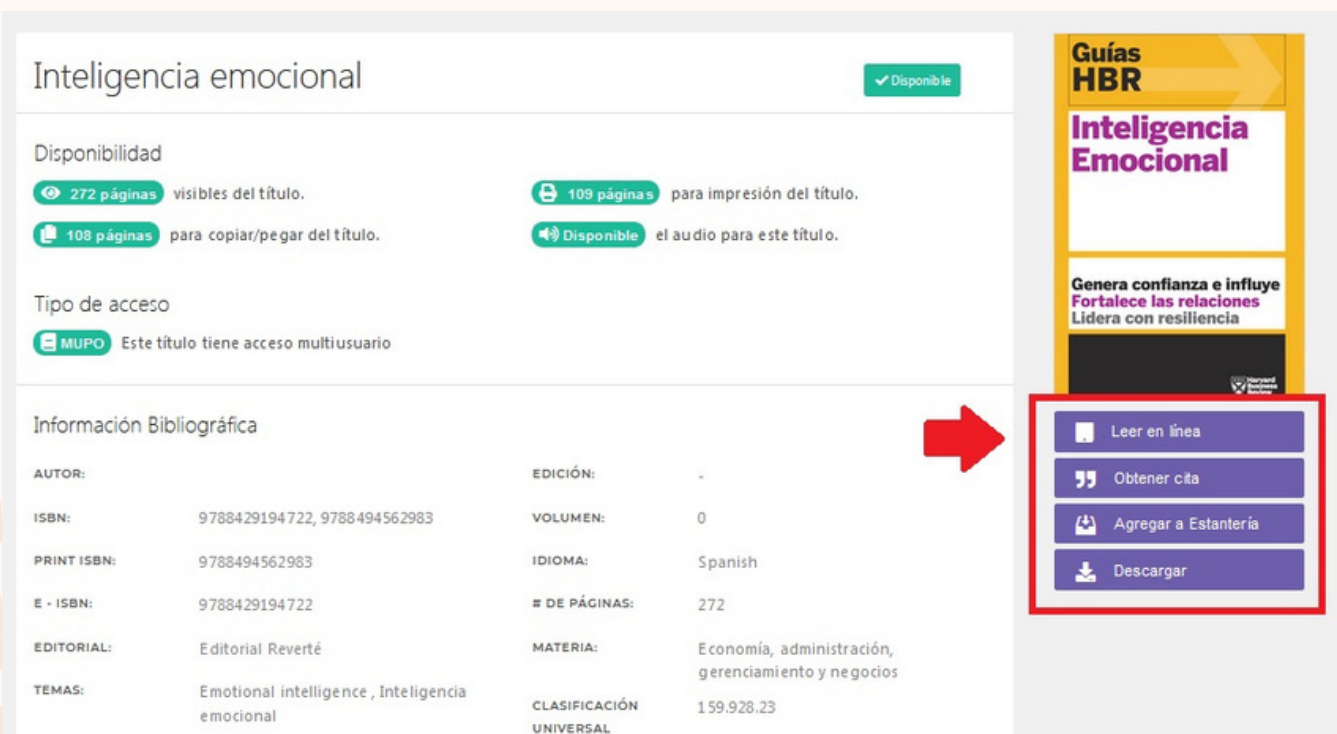 Inteligencia emocional
Disponible
Disponibilidad
272 páginas visibles del título.
109 páginas para impresión del título.
108 páginas para copiar/pegar del título.
Disponible el audio para este título.
Tipo de acceso
MUPO Este título tiene acceso multiusuario
Información Bibliográfica
AUTOR:
EDICIÓN: -
ISBN: 9788429194722, 9788494562983
VOLUMEN: 0
PRINT ISBN: 9788494562983
IDIOMA: Spanish
E - ISBN: 9788429194722
# DE PÁGINAS: 272
EDITORIAL: Editorial Reverté
MATERIA: Economía, administración,
gerenciamiento y negocios
TEMAS: Emotional intelligence , Inteligencia
emocional
CLASIFICACIÓN 159.928.23
UNIVERSAL
Guías
HBR
Inteligencia
Emocional
Genera confianza e influye
Fortalece las relaciones
Lidera con resiliencia
Harvard
Business
Review
Leer en línea
Obtener cita
Agregar a Estantería
Descargar